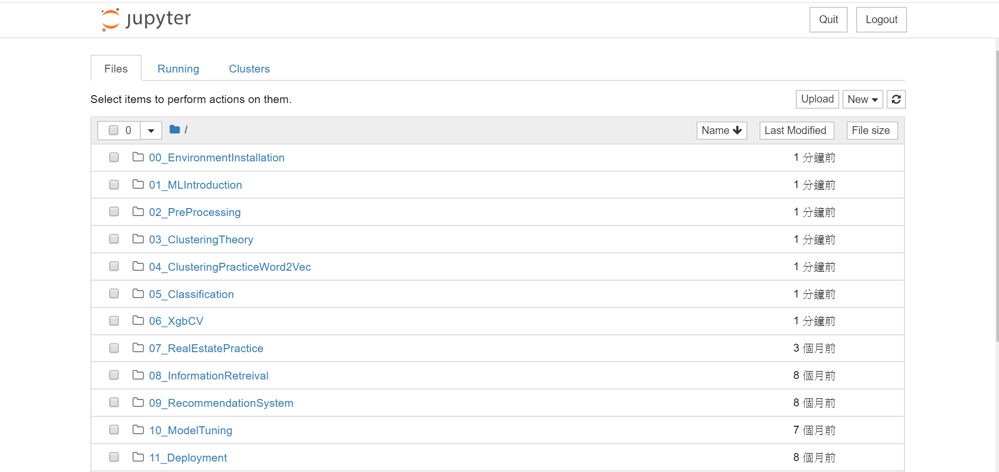 jupyter
Quit Logout
Files Running Clusters
Select items to perform actions on them.
Upload New
0 / Name Last Modified File size
00_EnvironmentInstallation 1 分鐘前
01_MLIntroduction 1 分鐘前
02_PreProcessing 1 分鐘前
03_ClusteringTheory 1 分鐘前
04_ClusteringPracticeWord2Vec 1 分鐘前
05_Classification 1 分鐘前
06_XgbCV 1 分鐘前
07_RealEstatePractice 3 個月前
08_InformationRetreival 8 個月前
09_RecommendationSystem 8 個月前
10_ModelTuning 7 個月前
11_Deployment 8 個月前